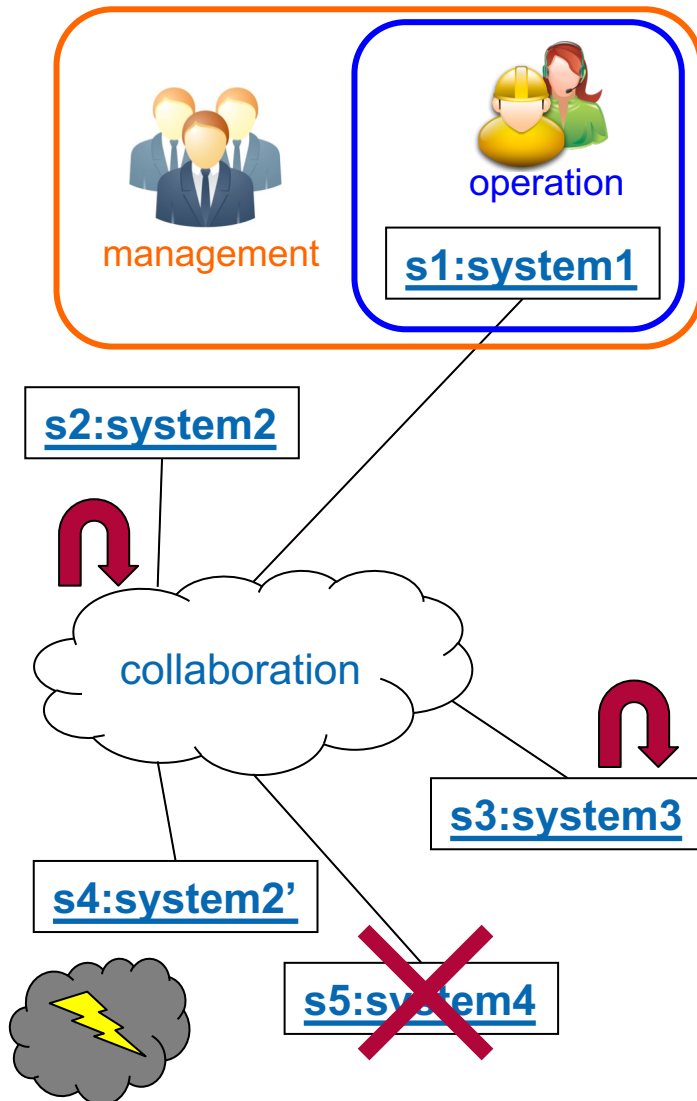 operation
management
s1:system1
s2:system2
collaboration
s3:system3
s4:system2’
s5:system4